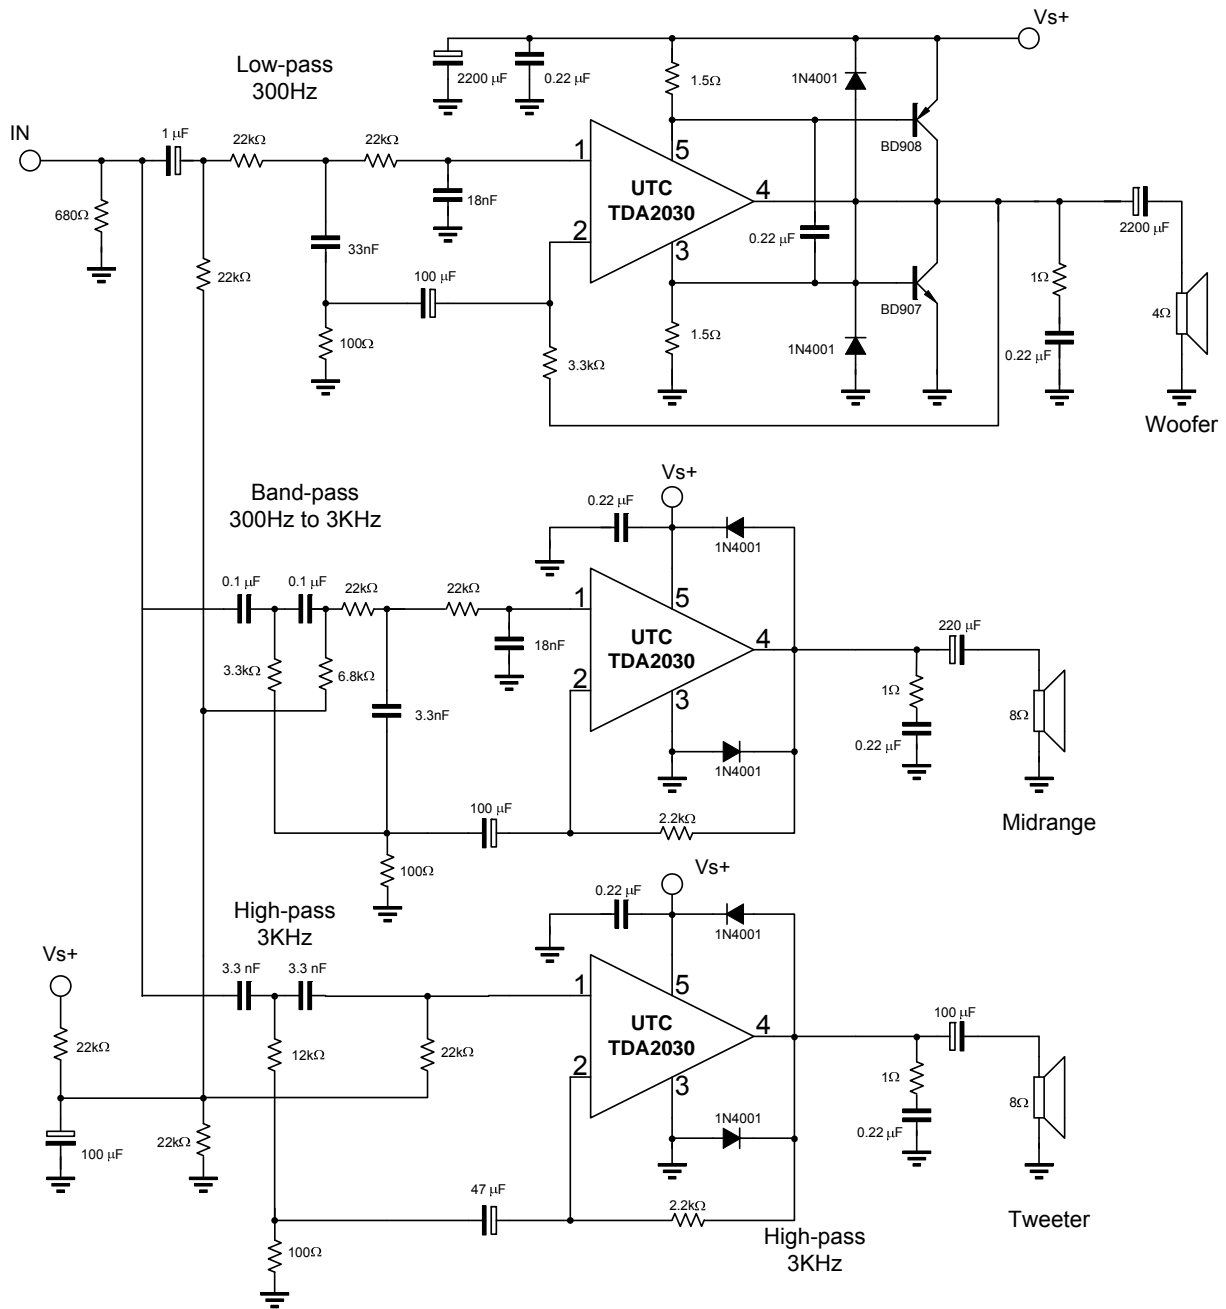 Vs+
Low-pass
300Hz
2200 μF
0.22 μF
1.5Ω
1N4001
BD908
IN
1 μF
22kΩ
22kΩ
1
5
UTC
TDA2030
4
680Ω
18nF
2
3
0.22 μF
2200 μF
33nF
22kΩ
100 μF
BD907
1Ω
4Ω
100Ω
3.3kΩ
1.5Ω
1N4001
0.22 μF
Woofer
Band-pass
300Hz to 3KHz
Vs+
0.22 μF
1N4001
0.1 μF
0.1 μF
22kΩ
22kΩ
1
5
UTC
TDA2030
4
220 μF
18nF
3.3kΩ
6.8kΩ
2
3
1Ω
3.3nF
8Ω
0.22 μF
1N4001
100 μF
2.2kΩ
Midrange
100Ω
Vs+
0.22 μF
High-pass
3KHz
1N4001
Vs+
3.3 nF
3.3 nF
1
5
UTC
TDA2030
4
100 μF
22kΩ
12kΩ
22kΩ
2
3
1Ω
8Ω
1N4001
0.22 μF
100 μF
22kΩ
47 μF
2.2kΩ
Tweeter
100Ω
High-pass
3KHz